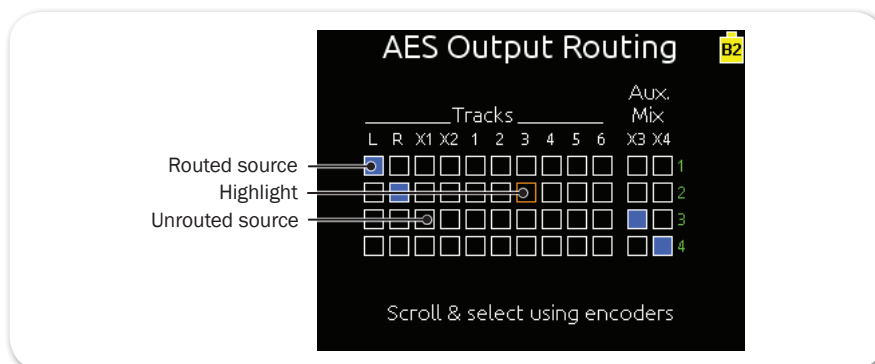 AES Output Routing
B2
Aux.
Tracks Mix
L R X1 X2 1 2 3 4 5 6 X3 X4
Routed source 1
Highlight 2
Unrouted source 3
4
Scroll & select using encoders